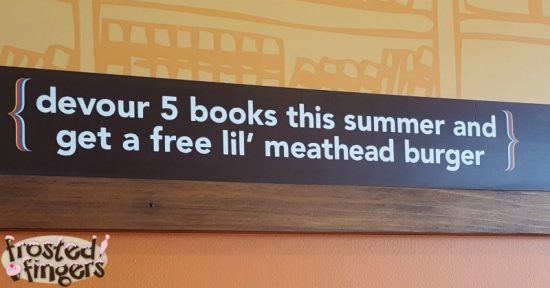 devour 5 books this summer and
get a free lil' meathead burger
frosted
fingers